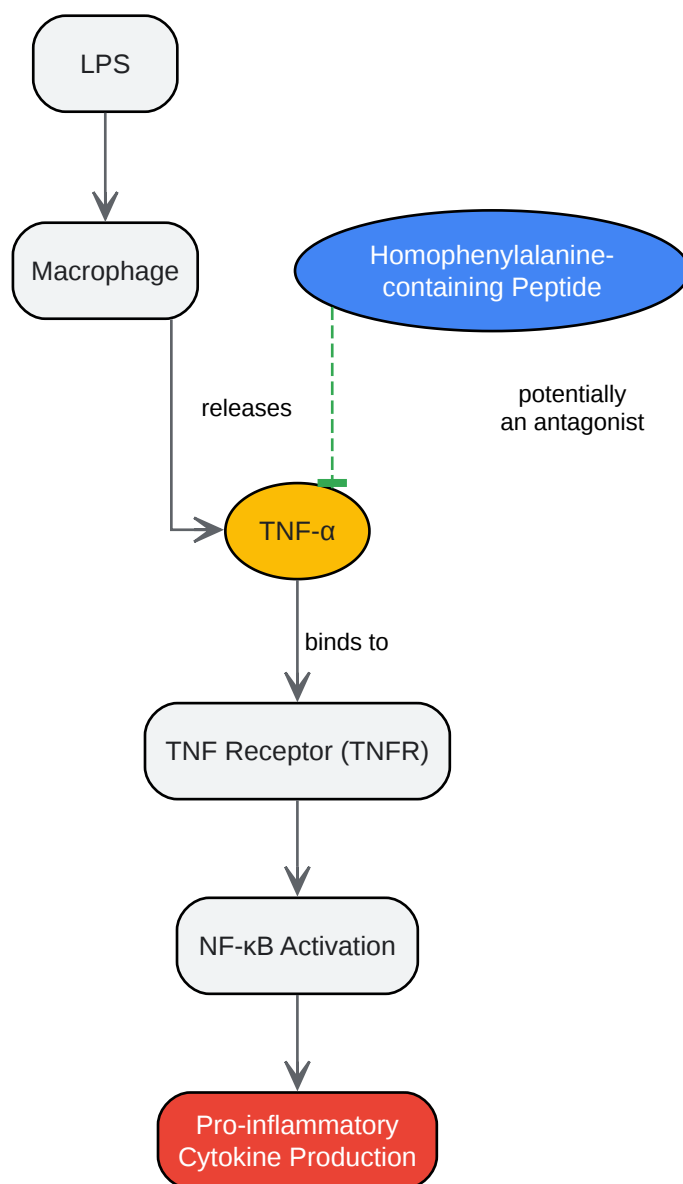 LPS
Macrophage
Homophenylalanine-
containing Peptide
releases
potentially
an antagonist
TNF-α
binds to
TNF Receptor (TNFR)
NF-κB Activation
Pro-inflammatory
Cytokine Production